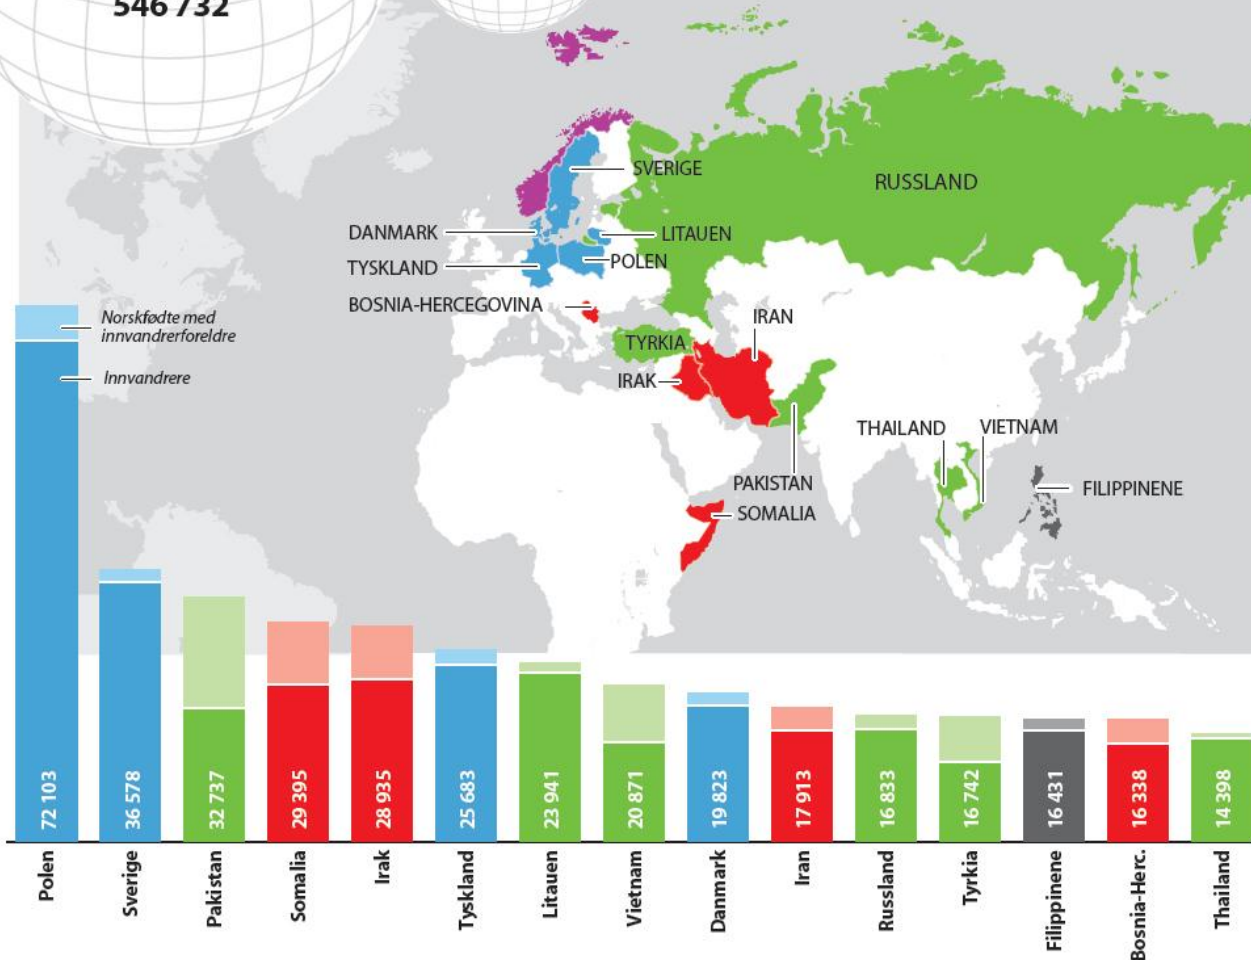 546 732
SVERIGE
RUSSLAND
DANMARK
LITAUEN
TYSKLAND
POLEN
BOSNIA-HERCEGOVINA
Norskfødte med
innvandrerforeldre
IRAN
TYRKIA
Innvandrere
IRAK
THAILAND
VIETNAM
PAKISTAN
FILIPPINENE
SOMALIA
72 103
36 578
32 737
29 395
28 935
25 683
23 941
20 871
19 823
17 913
16 833
16 742
16 431
16 338
14 398
Polen
Sverige
Pakistan
Somalia
Irak
Tyskland
Litauen
Vietnam
Danmark
Iran
Russland
Tyrkia
Filippinene
Bosnia-Herc.
Thailand